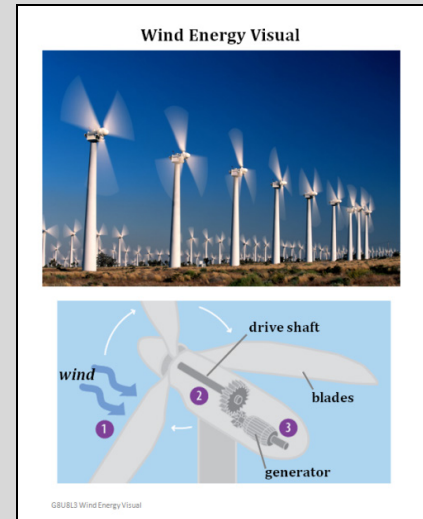 Wind Energy Visual
drive shaft
wind
2
blades
1
3
generator
G8U8L3 Wind Energy Visual